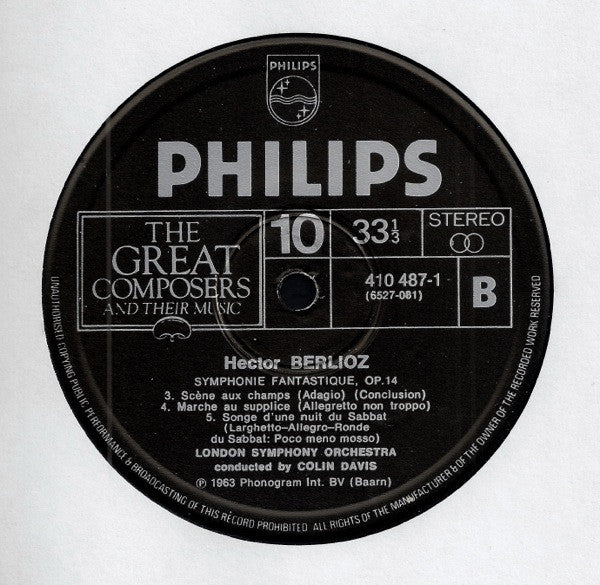 PHILIPS
PHILIPS
THE
GREAT
COMPOSERS
AND THEIR MUSIC
10
33 1/3
STEREO
410 487-1
(6527-081)
B
Hector BERLIOZ
SYMPHONIE FANTASTIQUE, OP.14
3. Scène aux champs (Adagio) (Conclusion)
4. Marche au supplice (Allegretto non troppo)
5. Songe d'une nuit du Sabbat
(Larghetto-Allegro-Ronde
du Sabbat: Poco meno mosso)
LONDON SYMPHONY ORCHESTRA
conducted by COLIN DAVIS
℗ 1963 Phonogram Int. BV (Baarn)
UNAUTHORISED COPYING PUBLIC PERFORMANCE & BROADCASTING OF THIS RECORD PROHIBITED ALL RIGHTS OF THE MANUFACTURER & OF THE OWNER OF THE RECORDED WORK RESERVED